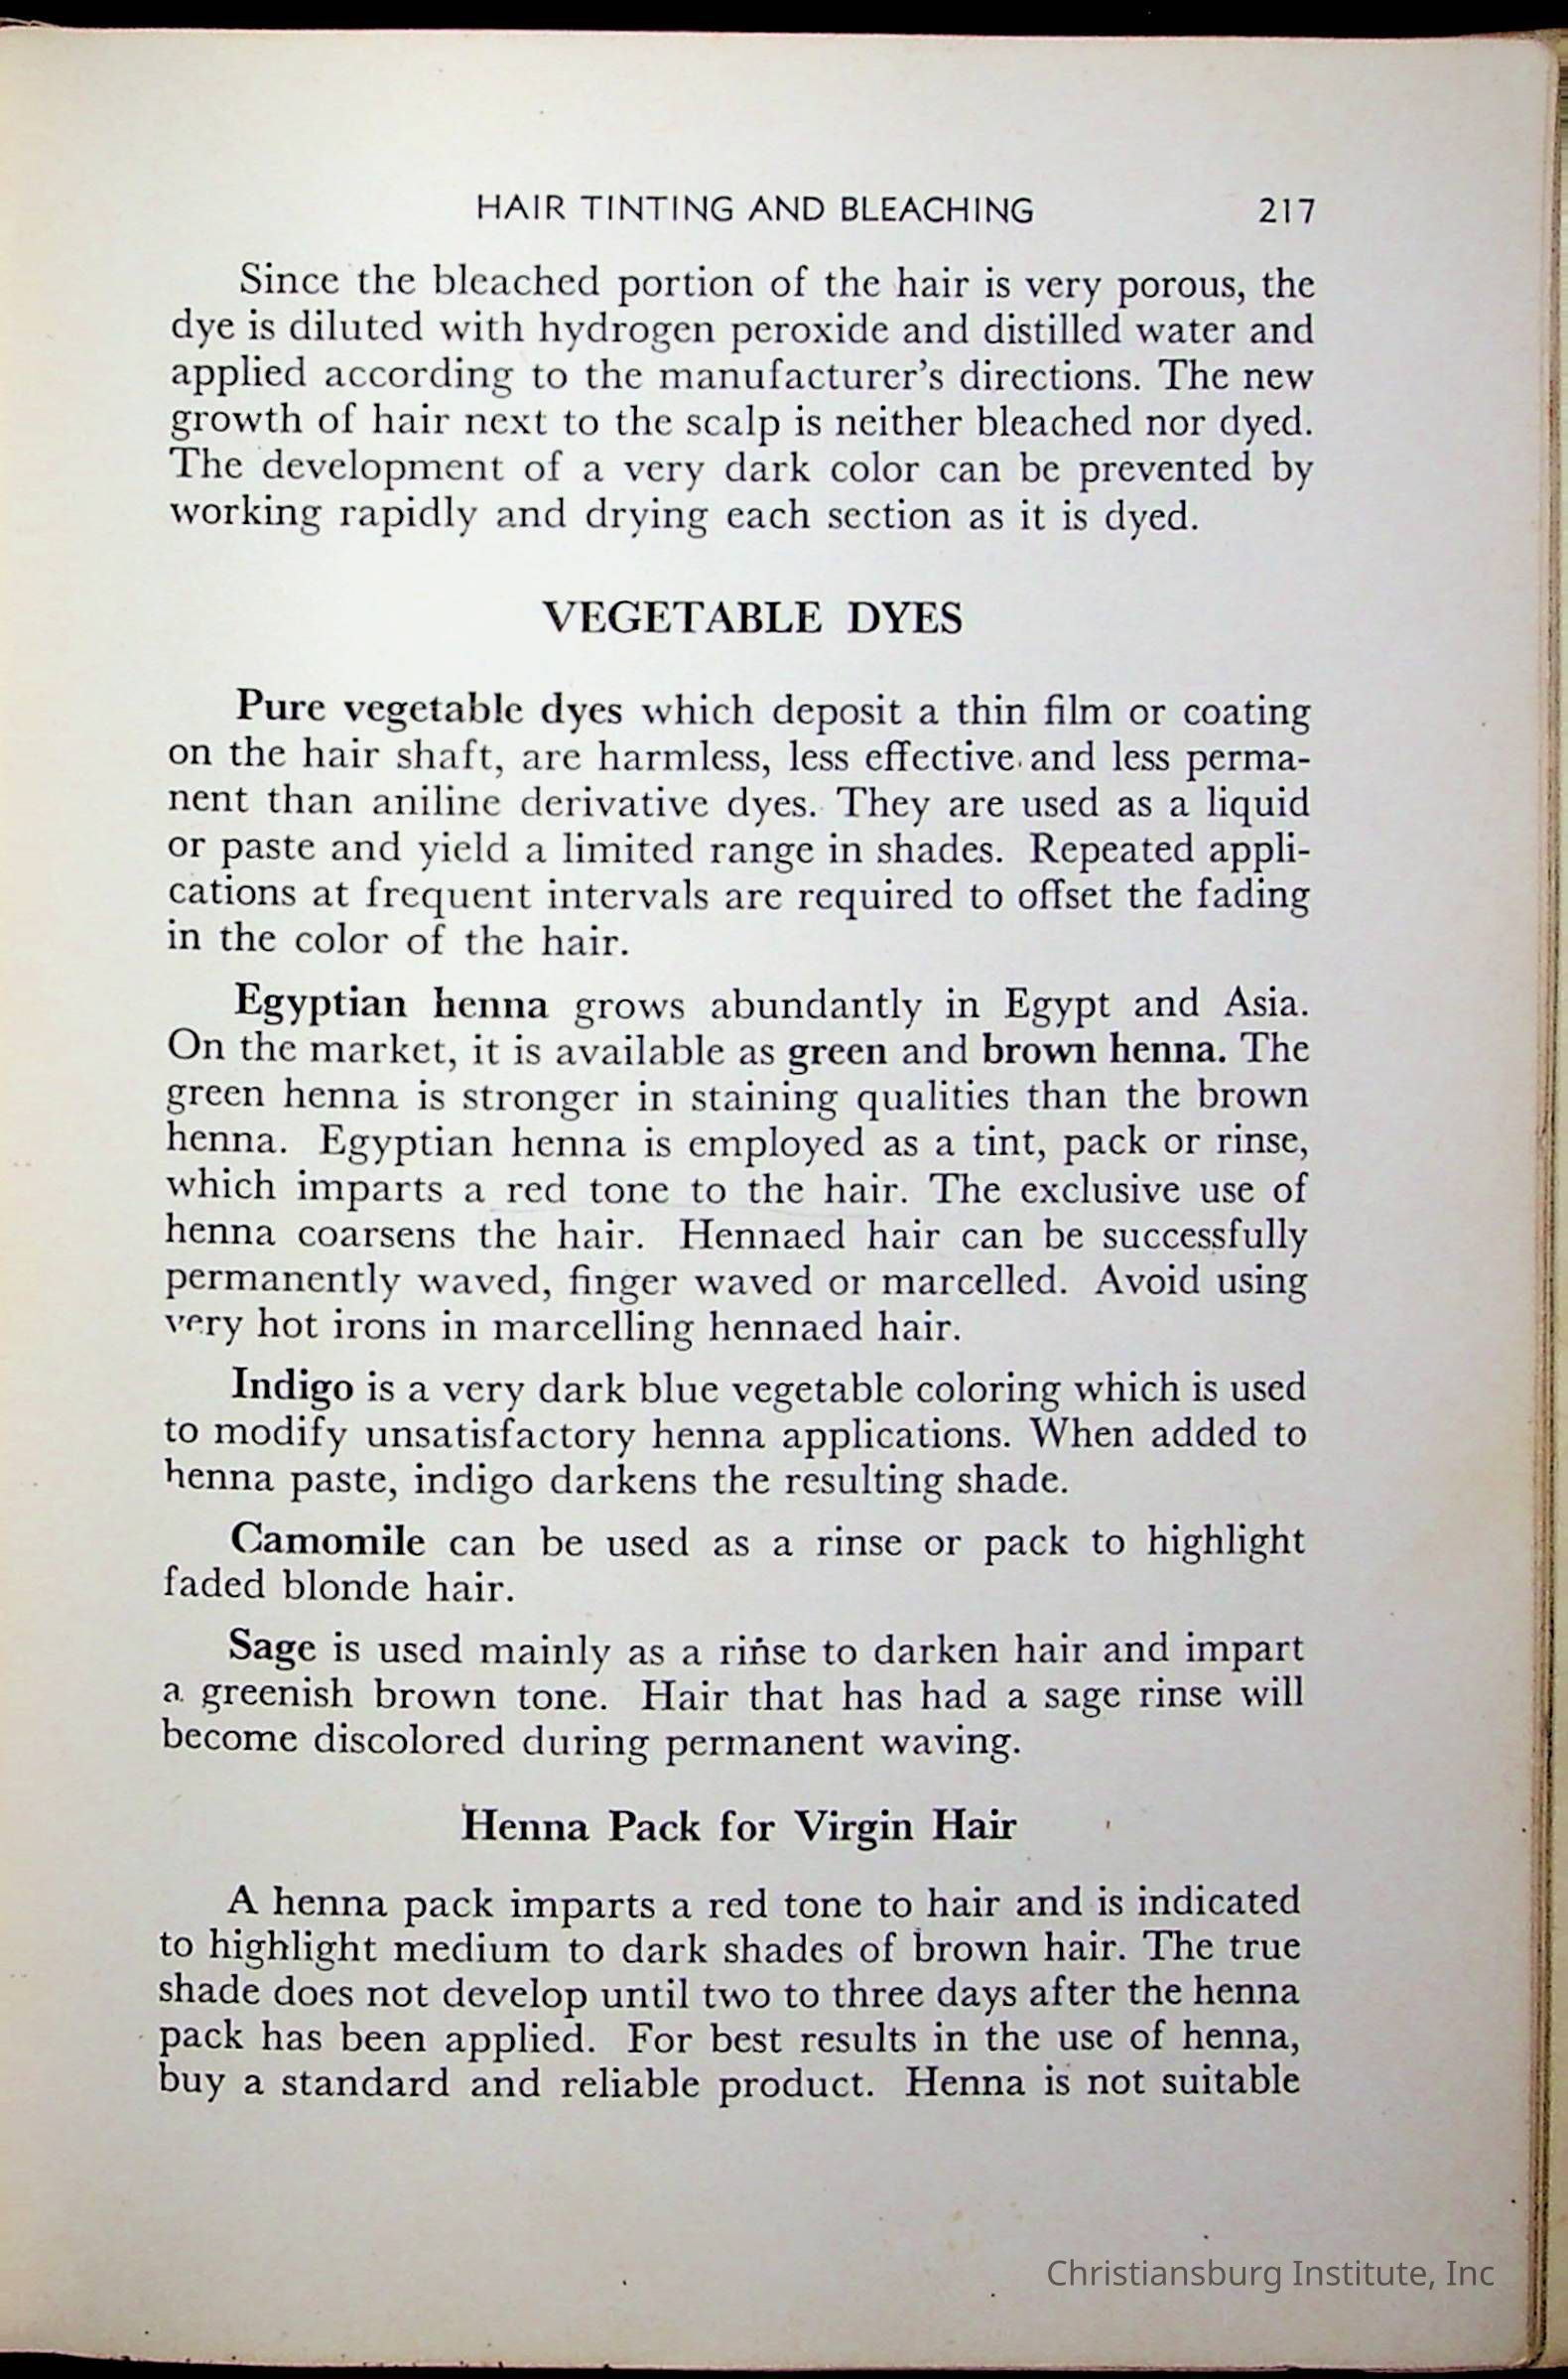 HAIR TINTING AND BLEACHING 217
Since the bleached portion of the hair is very porous, the
dye is diluted with hydrogen peroxide and distilled water and
applied according to the manufacturer's directions. The new
growth of hair next to the scalp is neither bleached nor dyed.
The development of a very dark color can be prevented by
working rapidly and drying each section as it is dyed.
VEGETABLE DYES
Pure vegetable dyes which deposit a thin film or coating
on the hair shaft, are harmless, less effective and less perma-
nent than aniline derivative dyes. They are used as a liquid
or paste and yield a limited range in shades. Repeated appli-
cations at frequent intervals are required to offset the fading
in the color of the hair.
Egyptian henna grows abundantly in Egypt and Asia.
On the market, it is available as green and brown henna. The
green henna is stronger in staining qualities than the brown
henna. Egyptian henna is employed as a tint, pack or rinse,
which imparts a red tone to the hair. The exclusive use of
henna coarsens the hair. Hennaed hair can be successfully
permanently waved, finger waved or marcelled. Avoid using
very hot irons in marcelling hennaed hair.
Indigo is a very dark blue vegetable coloring which is used
to modify unsatisfactory henna applications. When added to
henna paste, indigo darkens the resulting shade.
Camomile can be used as a rinse or pack to highlight
faded blonde hair.
Sage is used mainly as a rinse to darken hair and impart
a greenish brown tone. Hair that has had a sage rinse will
become discolored during permanent waving.
Henna Pack for Virgin Hair
A henna pack imparts a red tone to hair and is indicated
to highlight medium to dark shades of brown hair. The true
shade does not develop until two to three days after the henna
pack has been applied. For best results in the use of henna,
buy a standard and reliable product. Henna is not suitable
Christiansburg Institute, Inc